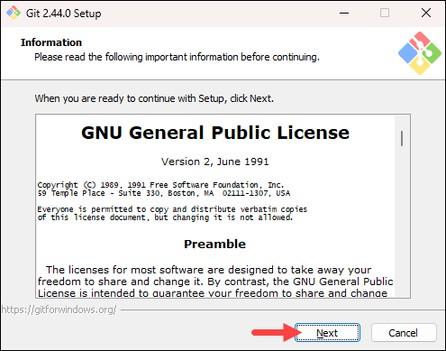 Git 2.44.0 Setup
Information
Please read the following important information before continuing.
When you are ready to continue with Setup, click Next.
GNU General Public License
Version 2, June 1991
Copyright (C) 1989, 1991 Free Software Foundation, Inc.
59 Temple Place - Suite 330, Boston, MA  02111-1307, USA
Everyone is permitted to copy and distribute verbatim copies
of this license document, but changing it is not allowed.
Preamble
The licenses for most software are designed to take away your
freedom to share and change it. By contrast, the GNU General Public
License is intended to guarantee your freedom to share and change
https://gitforwindows.org/
Next
Cancel